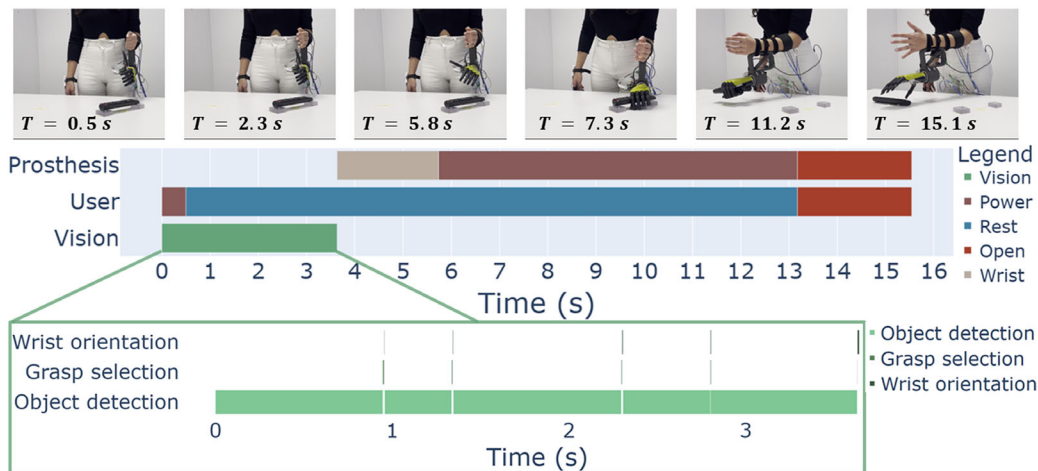 T = 0.5 s
T = 2.3 s
T = 5.8 s
T = 7.3 s
T = 11.2 s
T = 15.1 s
Prosthesis
User
Vision
0 1 2 3 4 5 6 7 8 9 10 11 12 13 14 15 16
Time (s)
Legend
Vision
Power
Rest
Open
Wrist
Wrist orientation
Grasp selection
Object detection
0 1 2 3
Time (s)
Object detection
Grasp selection
Wrist orientation